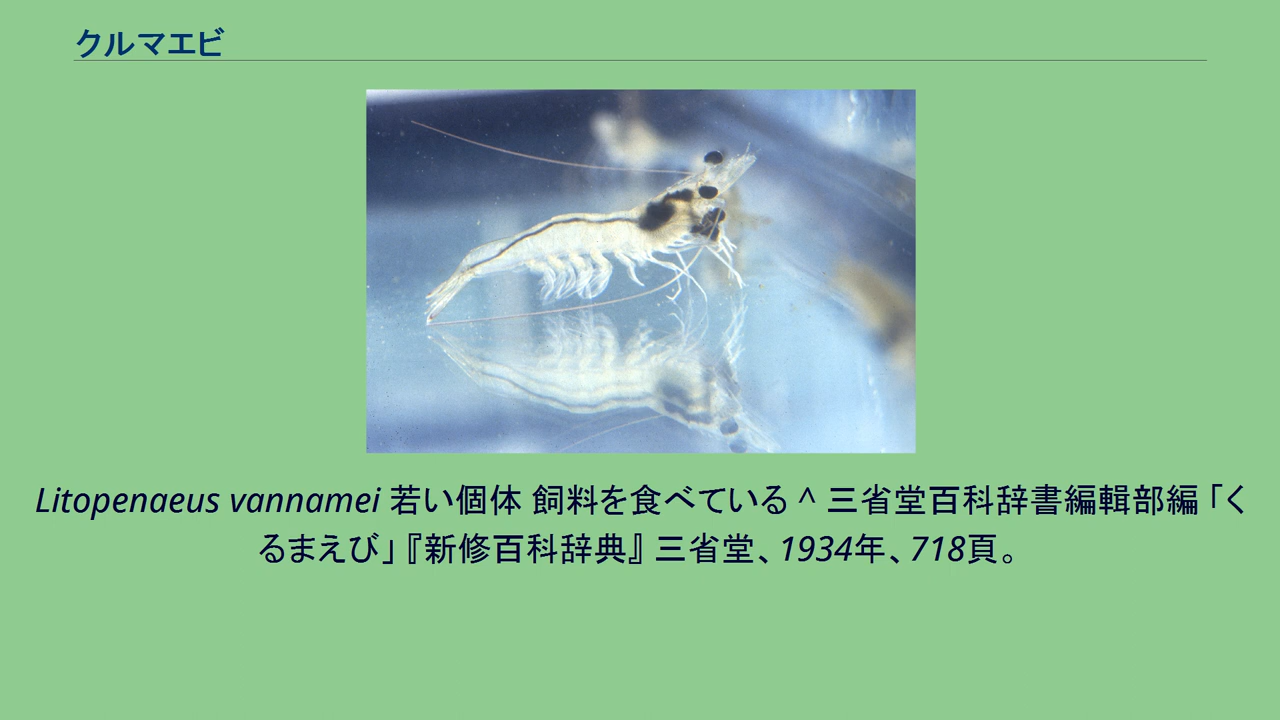 クルマエビ
Litopenaeus vannamei 若い個体 飼料を食べている ^ 三省堂百科辞書編輯部編 「く
るまえび」 『新修百科辞典』 三省堂、1934年、718頁。